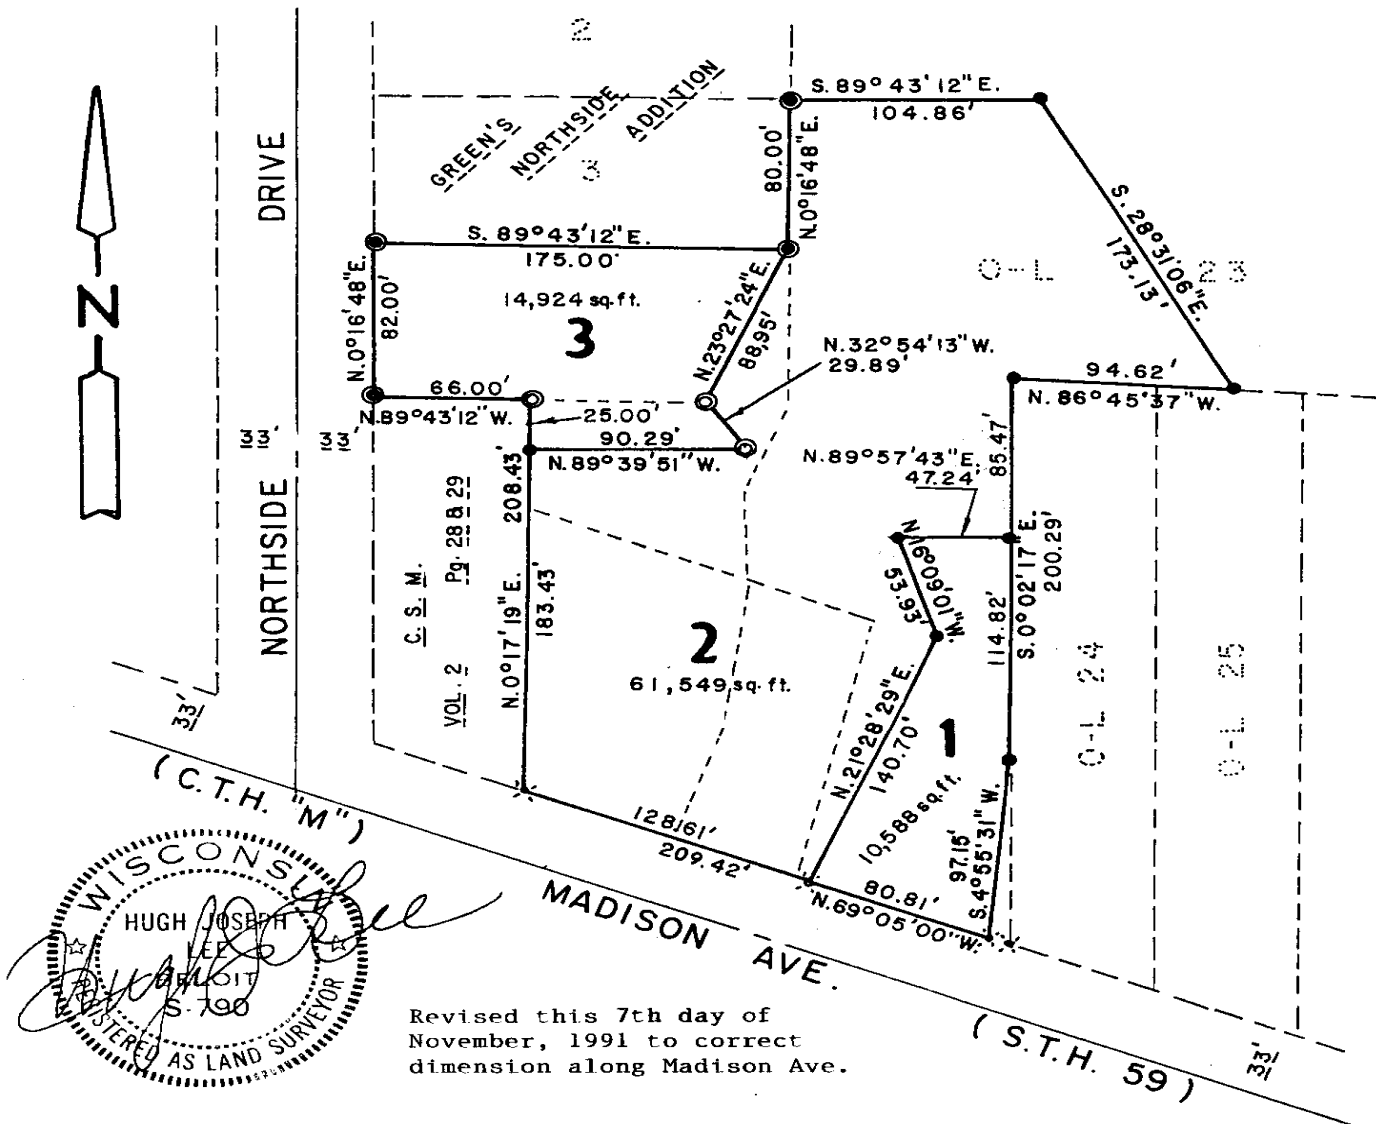 2
S. 89° 43' 12" E.
104.86'
GREEN'S
NORTHSIDE
ADDITION
3
80.00'
N.0°16'48"E.
DRIVE
S. 28°31'06"E.
173.13'
S. 89°43'12"E.
175.00'
O-L 23
N
N.0°16'48"E.
82.00'
14,924 sq.ft.
3
N.23°27'24"E.
88.95'
N.32°54'13"W.
29.89'
66.00'
N.89°43'12"W.
25.00'
94.62'
N. 86°45'37"W.
33'
33'
90.29'
N.89°39'51"W.
N.89°57'43"E.
47.24'
85.47'
208.43'
C. S. M.
Pg. 28 & 29
VOL. 2
NORTHSIDE
N.0°17'19"E.
183.43'
N.16°09'01"W.
53.93'
S.0°02'17"E.
200.29'
114.82'
2
61,549 sq.ft.
O-L 24
O-L 25
33'
N.21°28'29"E.
140.70'
1
10,588 sq.ft.
97.15'
S.4°55'31"W.
(C.T.H. "M")
128.61'
209.42'
80.81'
N.69°05'00"W.
MADISON AVE.
(S.T.H. 59)
33'
WISCONSIN
HUGH JOSEPH
LEE
BELOIT
S-790
REGISTERED AS LAND SURVEYOR
Revised this 7th day of
November, 1991 to correct
dimension along Madison Ave.